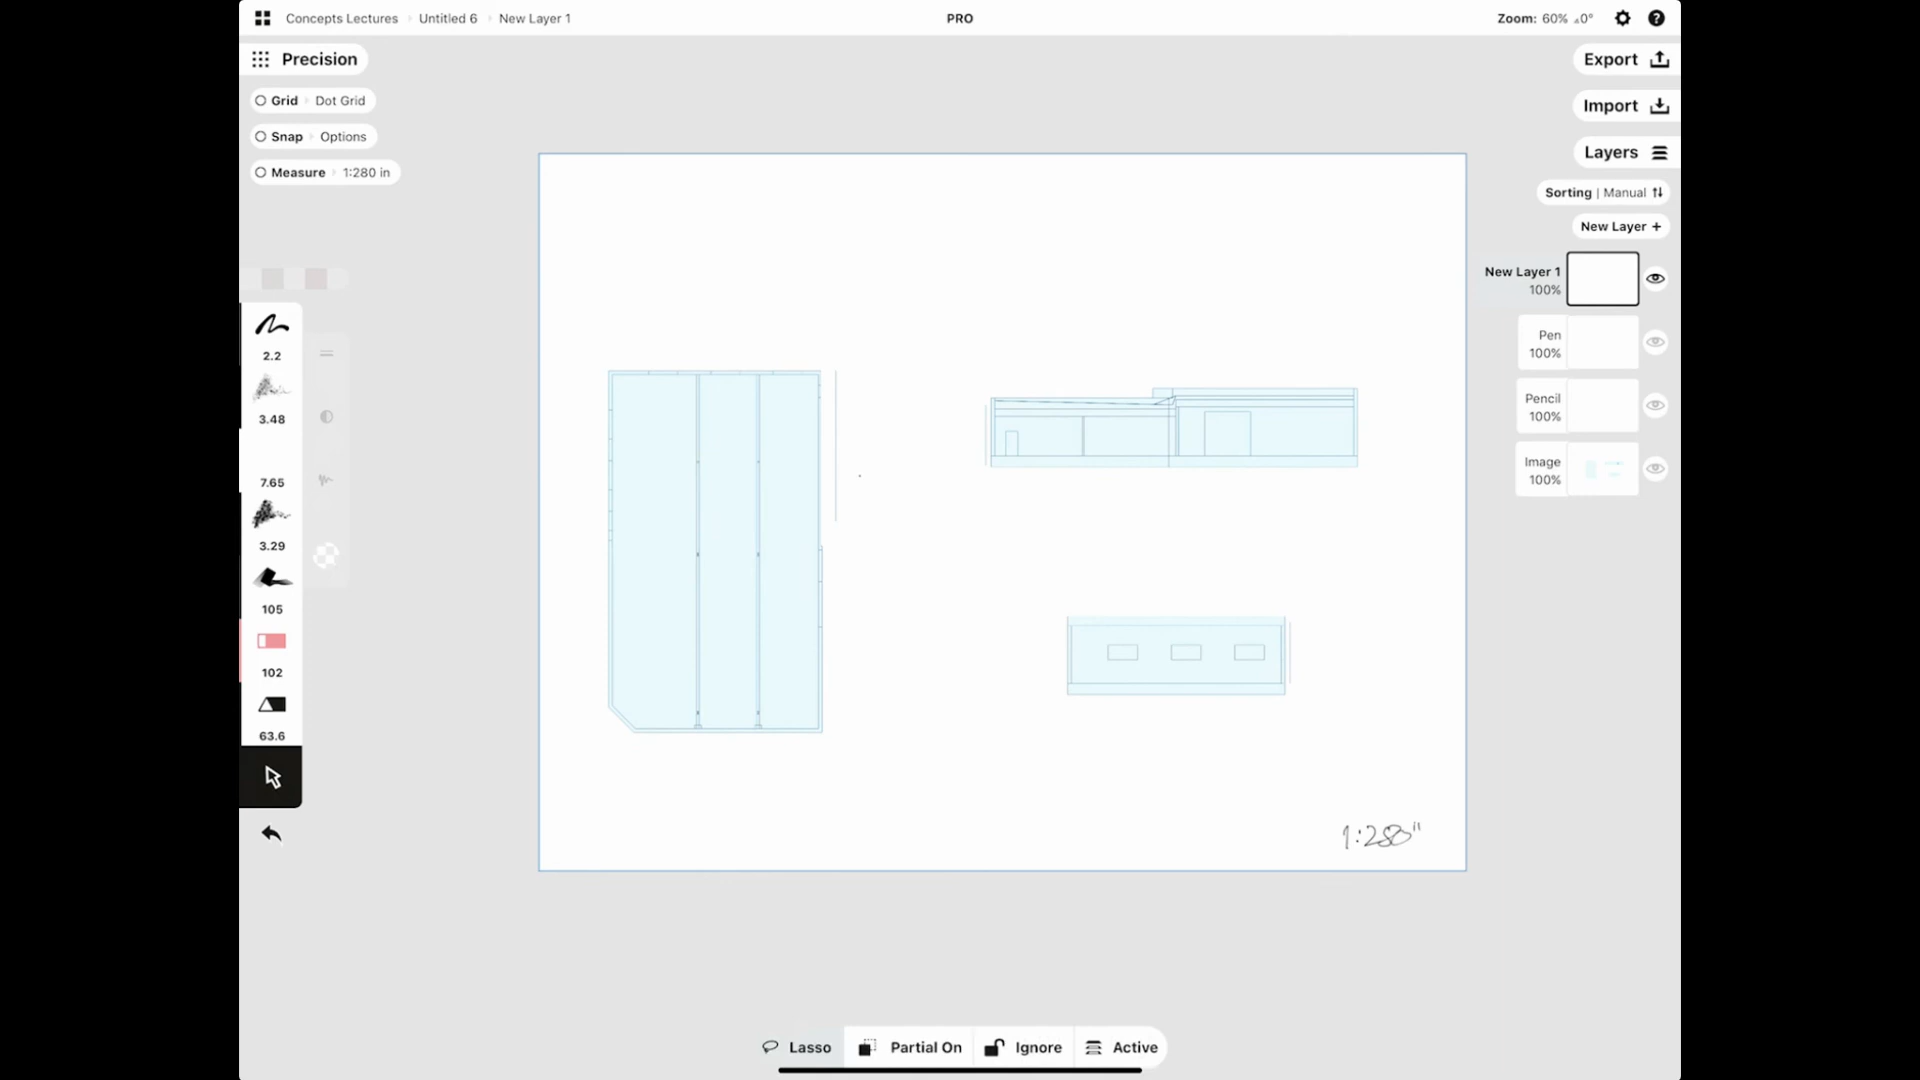 Concepts Lectures › Untitled 6 › New Layer 1
PRO
Zoom: 60% ⊿0°
Precision
Grid › Dot Grid
Snap › Options
Measure › 1:280 in
2.2
3.48
7.65
3.29
105
102
63.6
Export
Import
Layers
Sorting | Manual
New Layer +
New Layer 1
100%
Pen
100%
Pencil
100%
Image
100%
1:280"
Lasso
Partial On
Ignore
Active